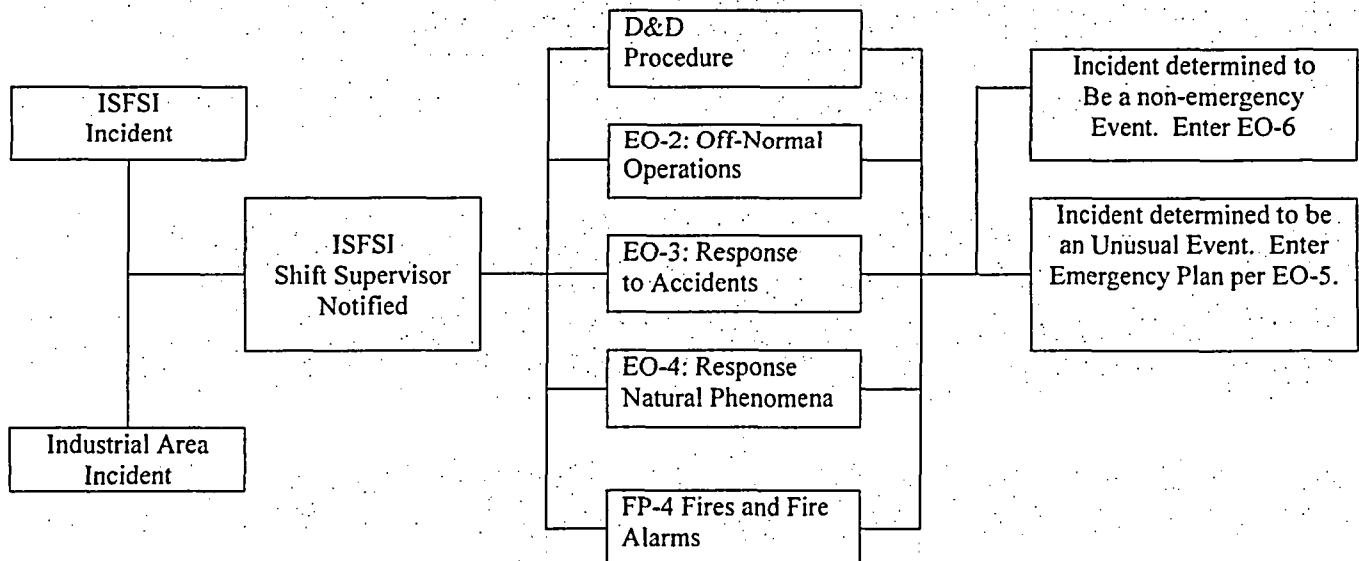 ISFSI
Incident
Industrial Area
Incident
ISFSI
Shift Supervisor
Notified
D&D
Procedure
EO-2: Off-Normal
Operations
EO-3: Response
to Accidents
EO-4: Response
Natural Phenomena
FP-4 Fires and Fire
Alarms
Incident determined to
Be a non-emergency
Event. Enter EO-6
Incident determined to be
an Unusual Event. Enter
Emergency Plan per EO-5.